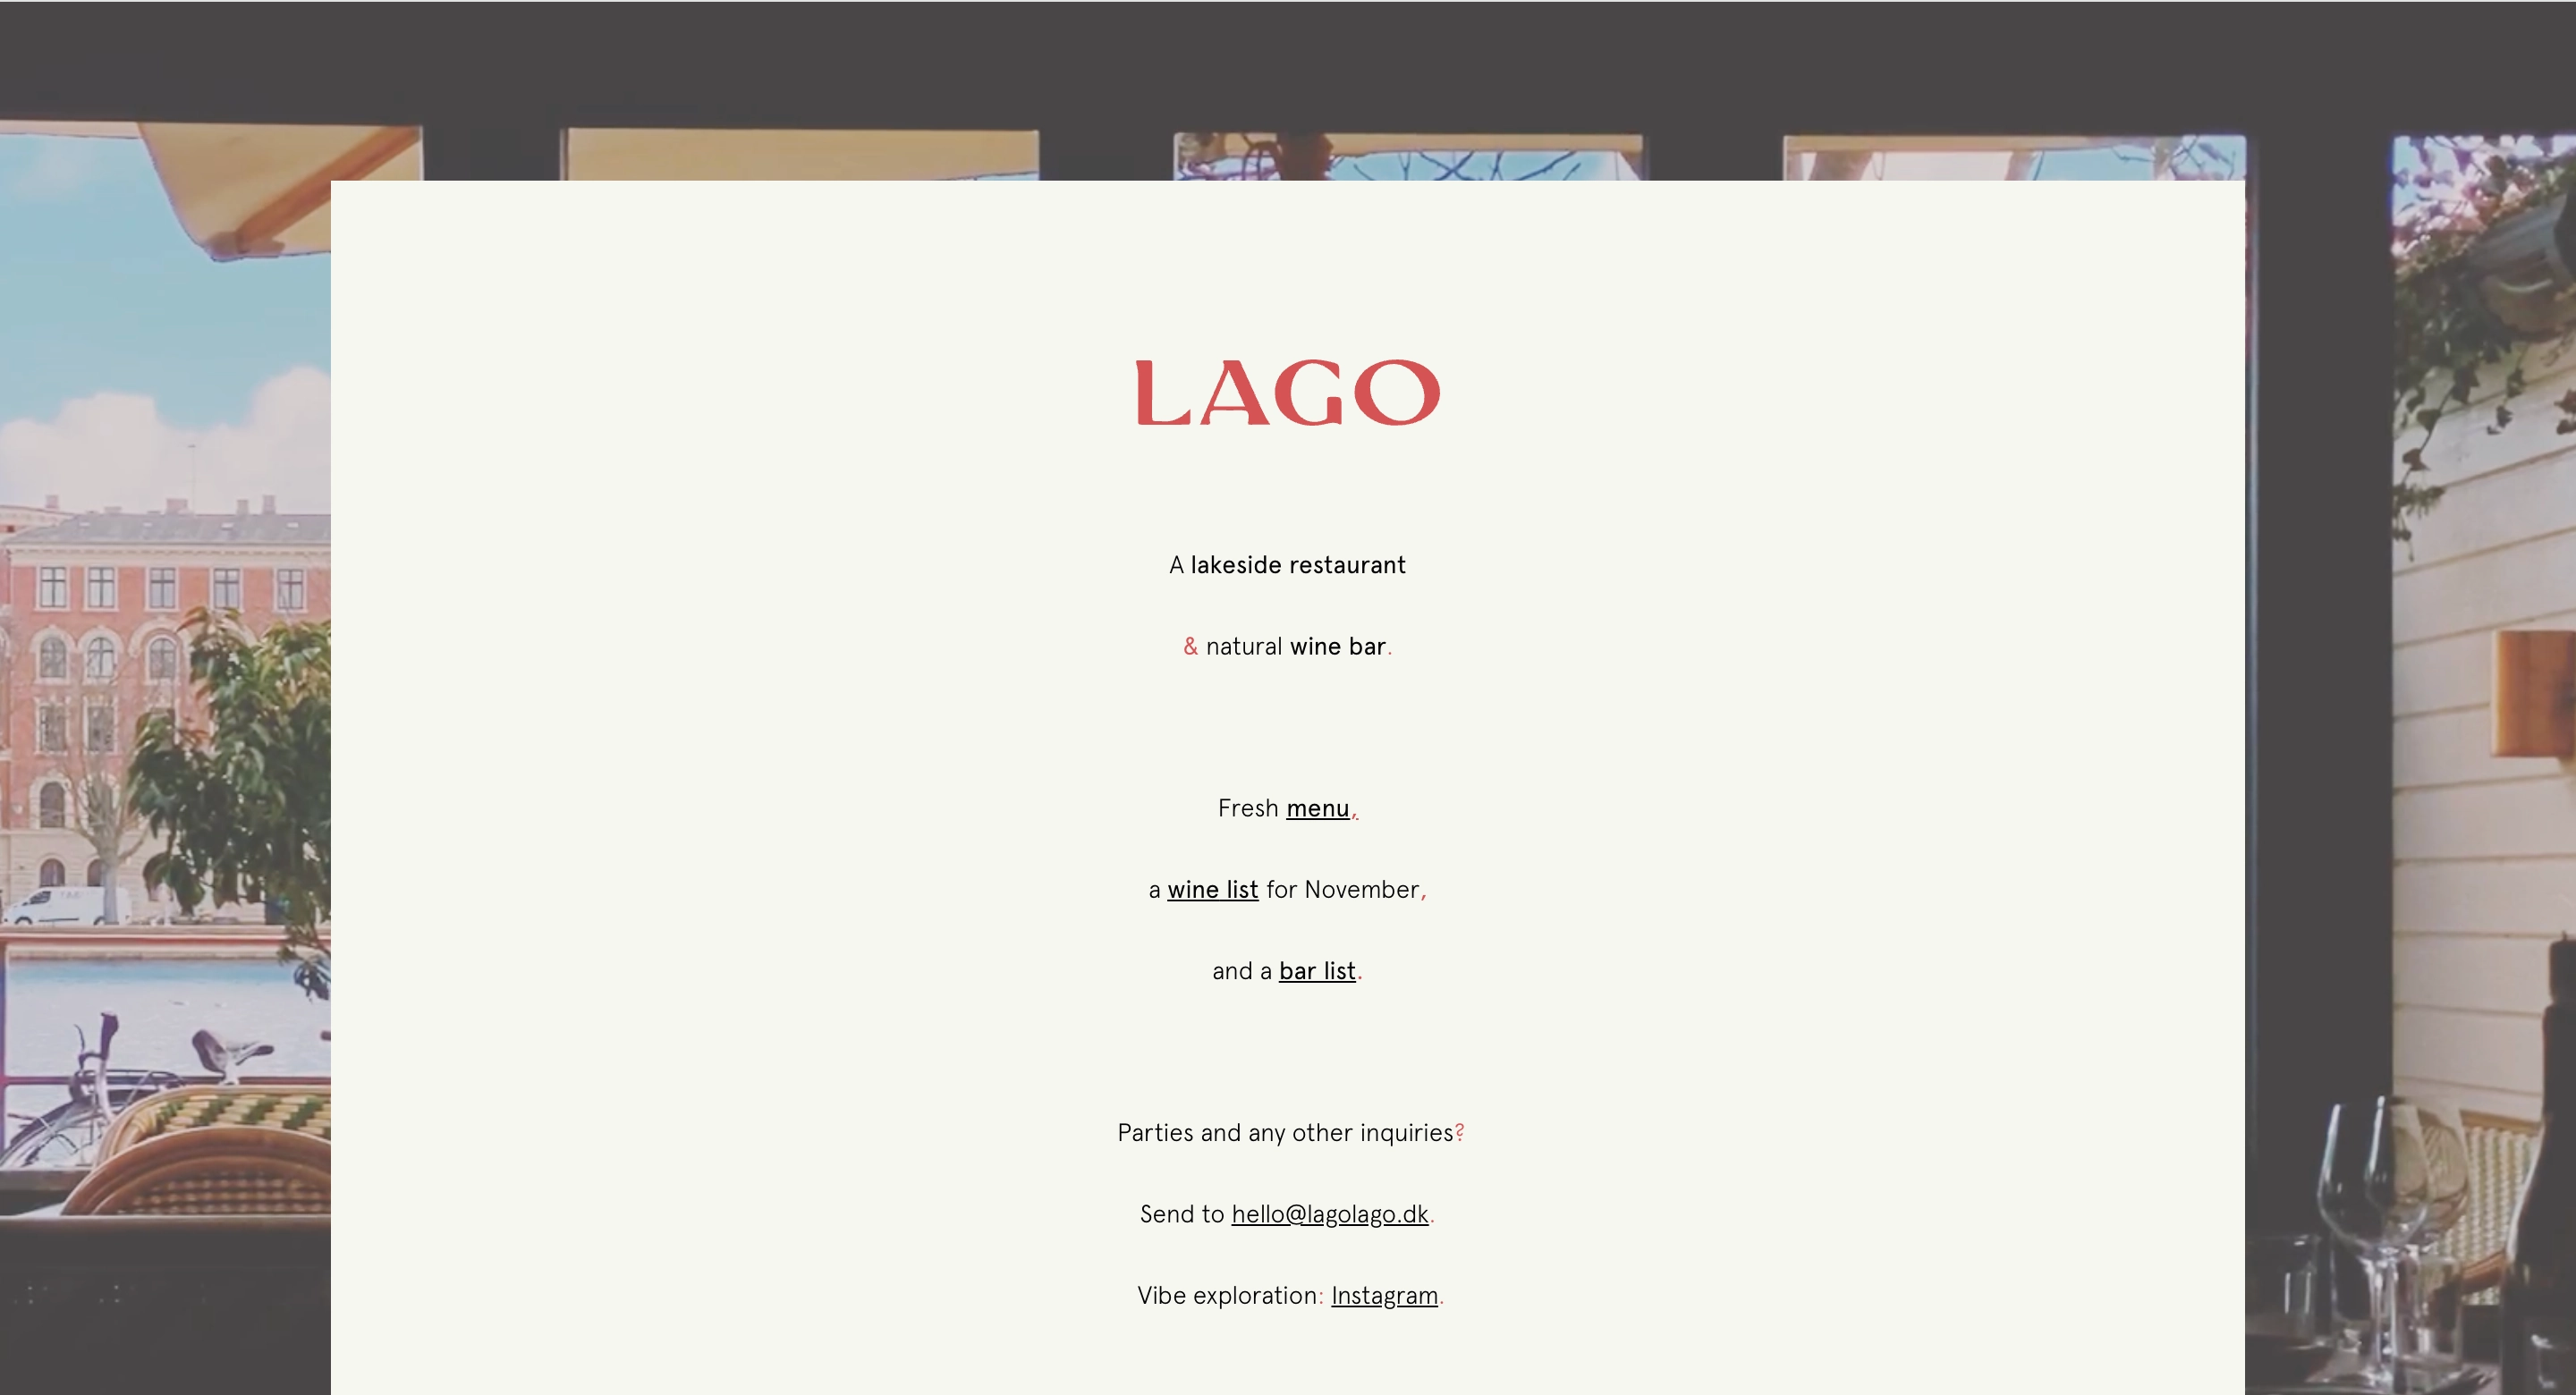 LAGO
A lakeside restaurant
& natural wine bar.
Fresh menu,
a wine list for November,
and a bar list.
Parties and any other inquiries?
Send to hello@lagolago.dk.
Vibe exploration: Instagram.